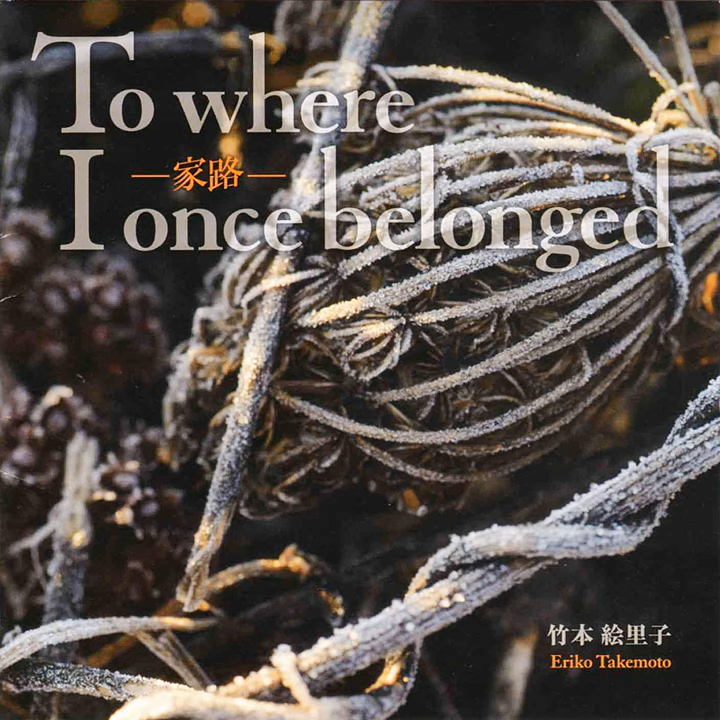 To where
—家路—
I once belonged
竹本 絵里子
Eriko Takemoto